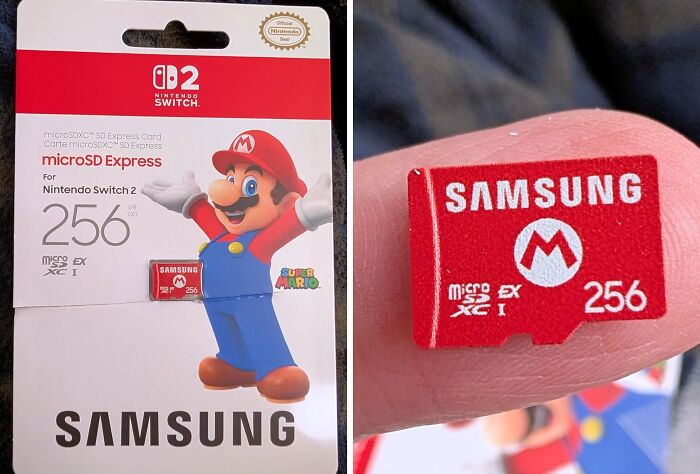 Official
Nintendo
Seal
2
NINTENDO
SWITCH™
microSDXC™ SD Express Card
Carte microSDXC™ SD Express
microSD Express
For
Nintendo Switch 2
256 GB
GO
micro SD XC EX I
SAMSUNG
M
256
SUPER
MARIO
SAMSUNG
SAMSUNG
M
micro SD XC EX I
256